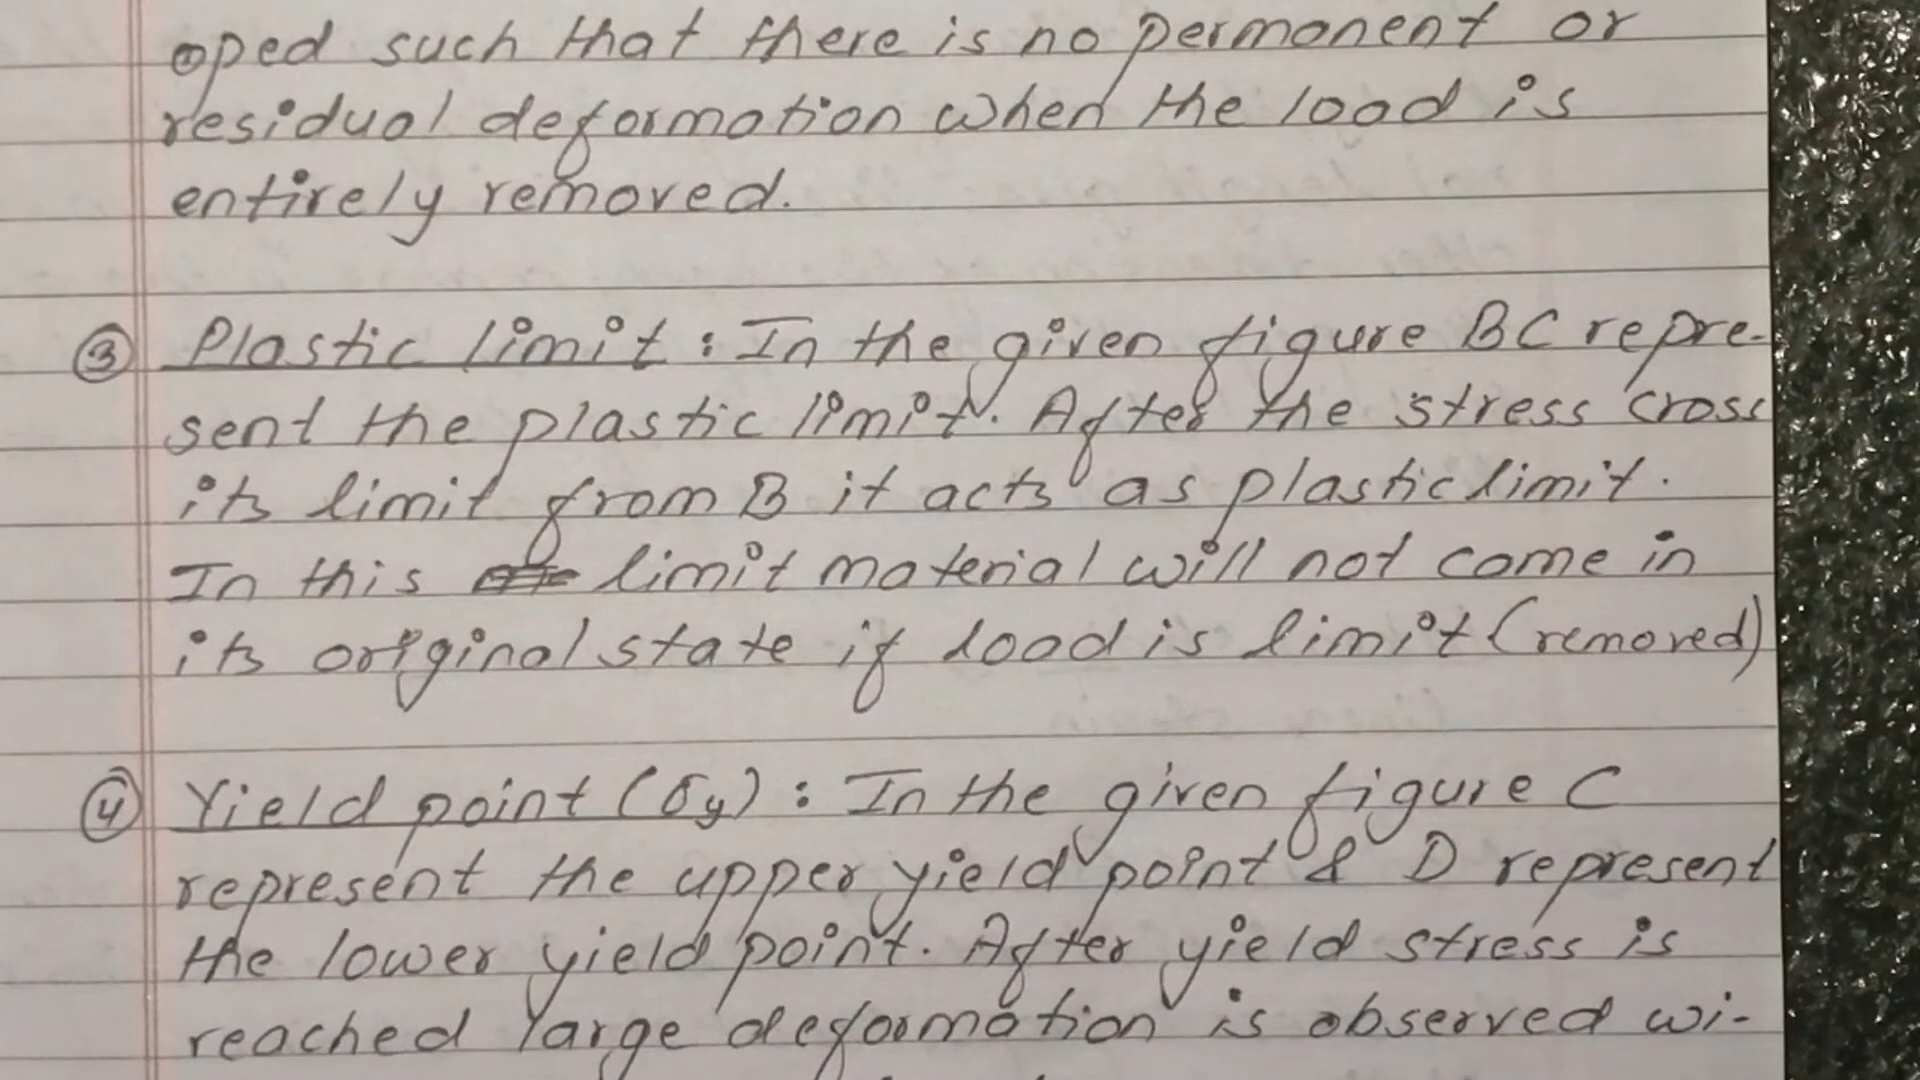 oped such that there is no permanent or
residual deformation when the load is
entirely removed.
③ Plastic limit : In the given figure BC repre-
sent the plastic limit. After the stress cross
its limit from B it acts as plastic limit.
In this limit material will not come in
its original state if load is limit (removed)
④ Yield point (σy) : In the given figure C
represent the upper yield point & D represent
the lower yield point. After yield stress is
reached large deformation is observed wi-